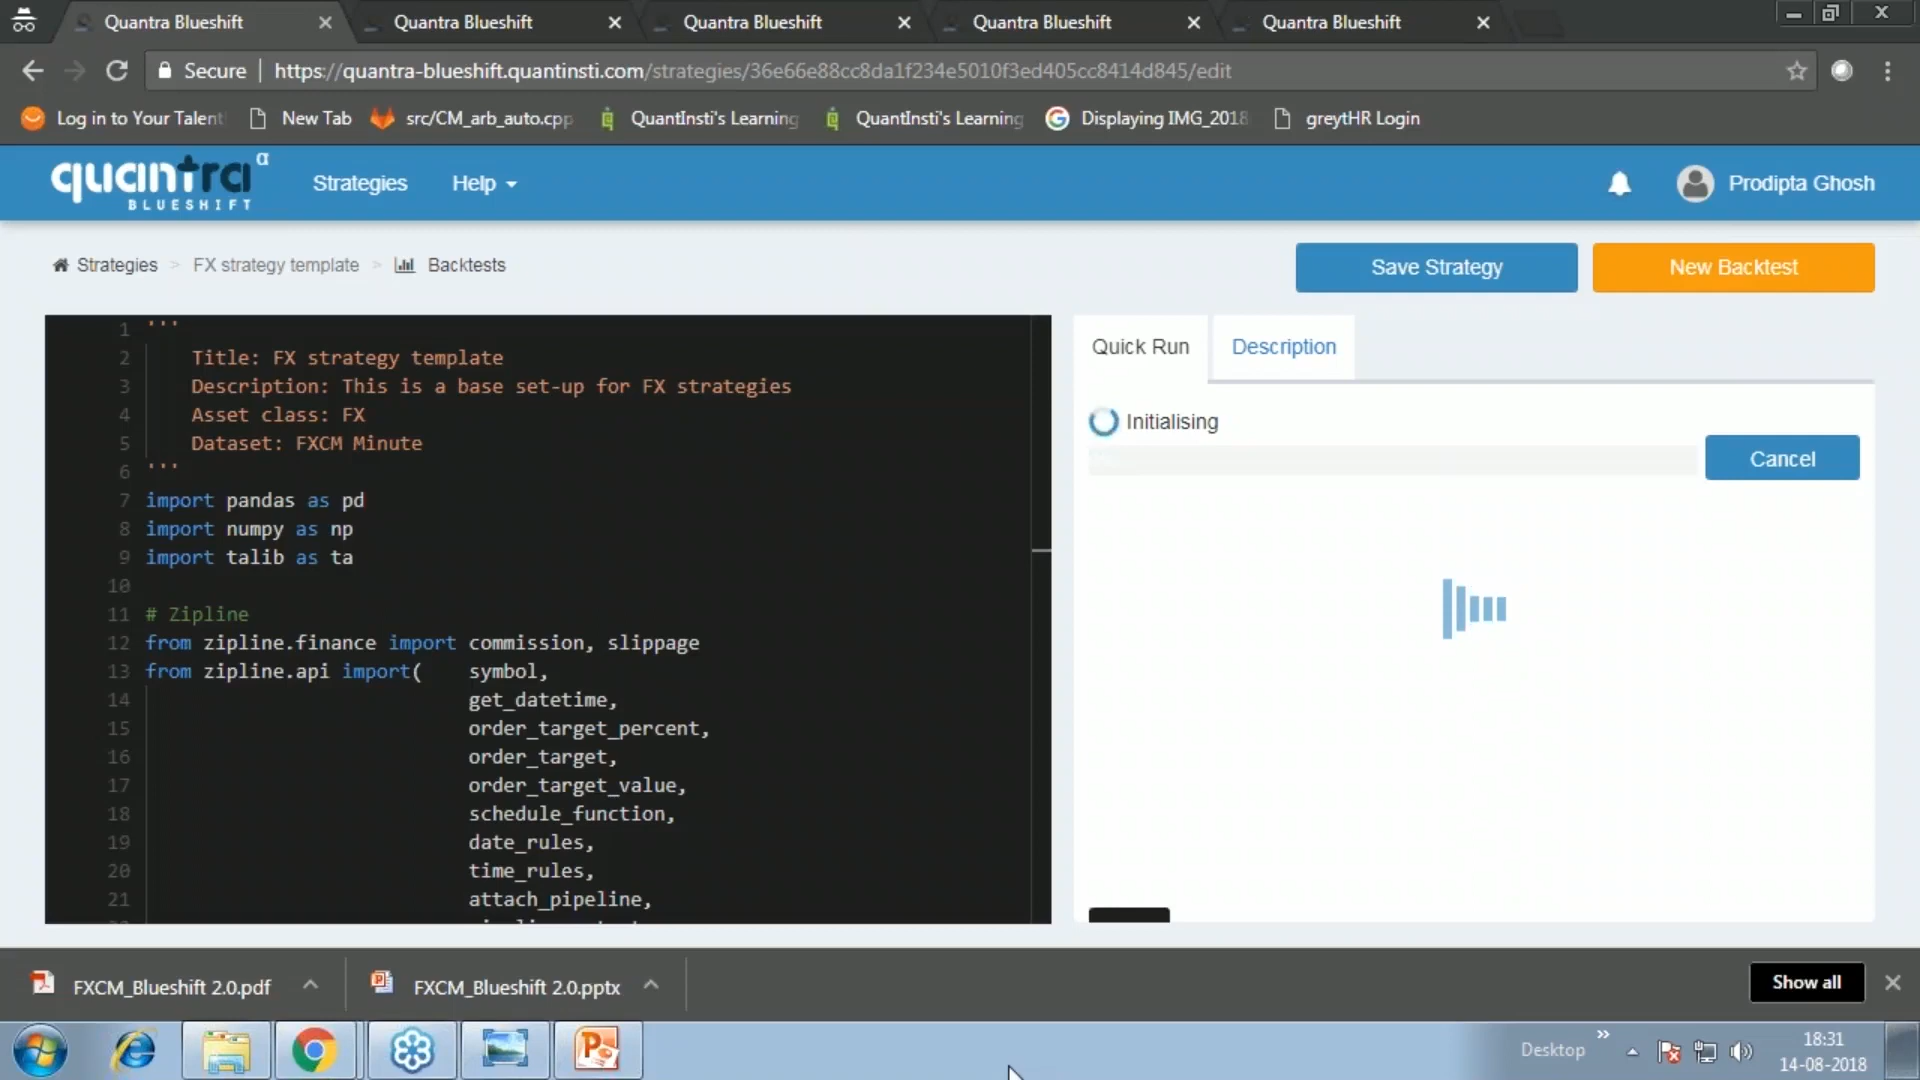 Quantra Blueshift
Quantra Blueshift
Quantra Blueshift
Quantra Blueshift
Quantra Blueshift
Secure | https://quantra-blueshift.quantinsti.com/strategies/36e66e88cc8da1f234e5010f3ed405cc8414d845/edit
Log in to Your Talent
New Tab
src/CM_arb_auto.cpp
QuantInsti's Learning
QuantInsti's Learning
Displaying IMG_2018
greytHR Login
quantra α
BLUESHIFT
Strategies
Help
Prodipta Ghosh
Strategies > FX strategy template > Backtests
Save Strategy
New Backtest
1 '''
2 Title: FX strategy template
3 Description: This is a base set-up for FX strategies
4 Asset class: FX
5 Dataset: FXCM Minute
6 '''
7 import pandas as pd
8 import numpy as np
9 import talib as ta
10
11 # Zipline
12 from zipline.finance import commission, slippage
13 from zipline.api import( symbol,
14 get_datetime,
15 order_target_percent,
16 order_target,
17 order_target_value,
18 schedule_function,
19 date_rules,
20 time_rules,
21 attach_pipeline,
Quick Run
Description
Initialising
Cancel
FXCM_Blueshift 2.0.pdf
FXCM_Blueshift 2.0.pptx
Show all
Desktop
18:31
14-08-2018